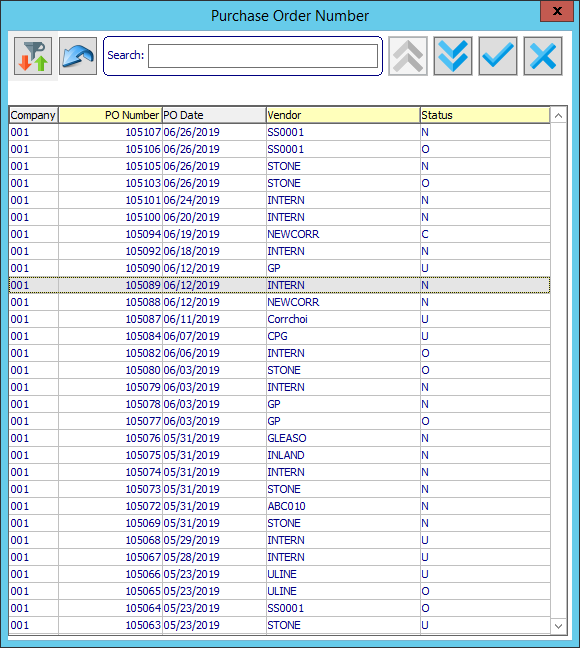 Purchase Order Number
x
Search:
Company PO Number PO Date Vendor Status
001 105107 06/26/2019 SS0001 N
001 105106 06/26/2019 SS0001 O
001 105105 06/26/2019 STONE N
001 105103 06/26/2019 STONE O
001 105101 06/24/2019 INTERN N
001 105100 06/20/2019 INTERN N
001 105094 06/19/2019 NEWCORR C
001 105092 06/18/2019 INTERN N
001 105090 06/12/2019 GP U
001 105089 06/12/2019 INTERN N
001 105088 06/12/2019 NEWCORR N
001 105087 06/11/2019 Corrchoi U
001 105084 06/07/2019 CPG U
001 105082 06/06/2019 INTERN O
001 105080 06/03/2019 STONE O
001 105079 06/03/2019 INTERN N
001 105078 06/03/2019 GP N
001 105077 06/03/2019 GP O
001 105076 05/31/2019 GLEASO N
001 105075 05/31/2019 INLAND N
001 105074 05/31/2019 INTERN N
001 105073 05/31/2019 STONE N
001 105072 05/31/2019 ABC010 N
001 105069 05/31/2019 STONE N
001 105068 05/29/2019 INTERN U
001 105067 05/28/2019 INTERN U
001 105066 05/23/2019 ULINE U
001 105065 05/23/2019 ULINE O
001 105064 05/23/2019 SS0001 O
001 105063 05/23/2019 STONE U